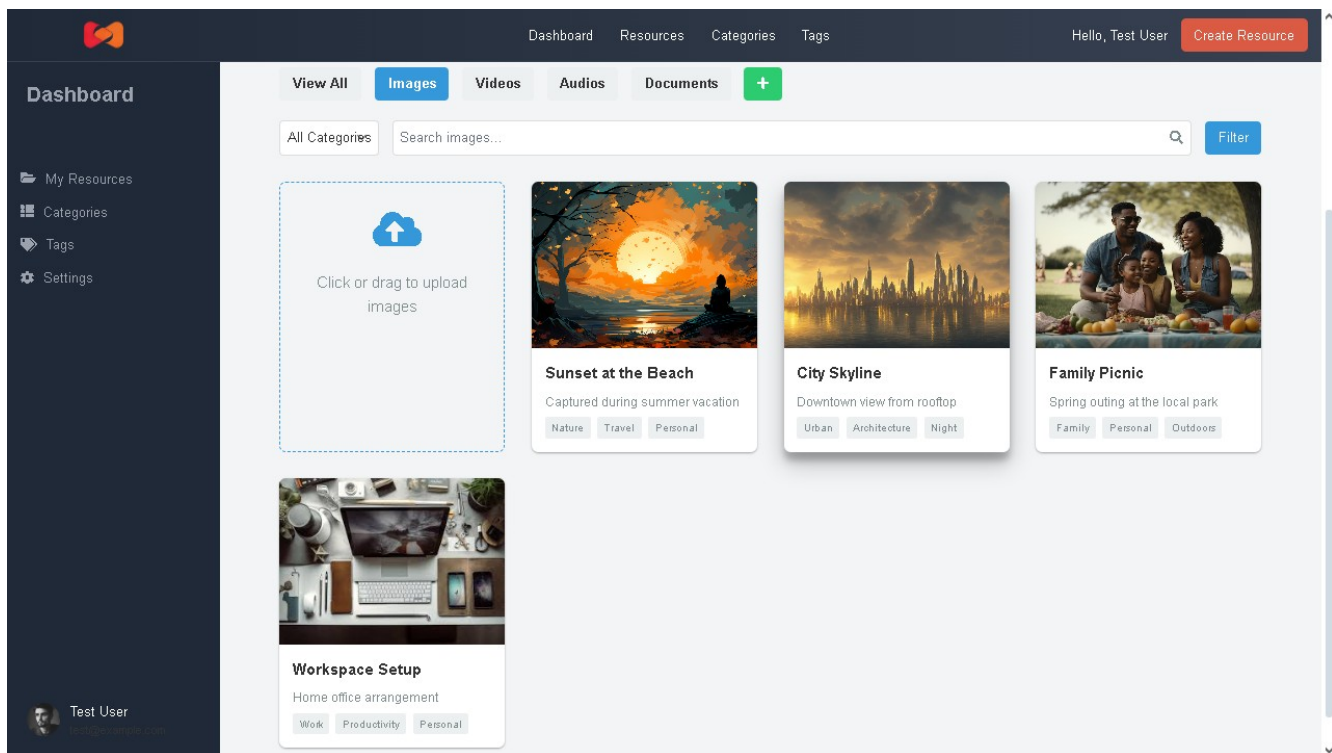 Dashboard Resources Categories Tags Hello, Test User Create Resource
Dashboard
My Resources
Categories
Tags
Settings
Test User
test@example.com
View All Images Videos Audios Documents +
All Categories Search images... Filter
Click or drag to upload
images
Sunset at the Beach
Captured during summer vacation
Nature Travel Personal
City Skyline
Downtown view from rooftop
Urban Architecture Night
Family Picnic
Spring outing at the local park
Family Personal Outdoors
Workspace Setup
Home office arrangement
Work Productivity Personal